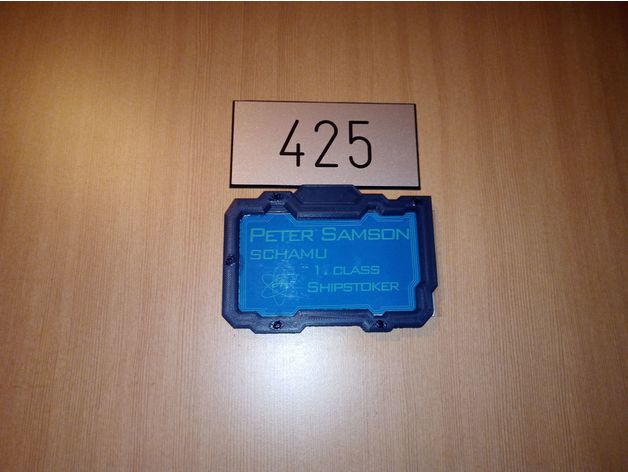 425
PETER SAMSON
SCHAMU
1. CLASS
SHIPSTOKER